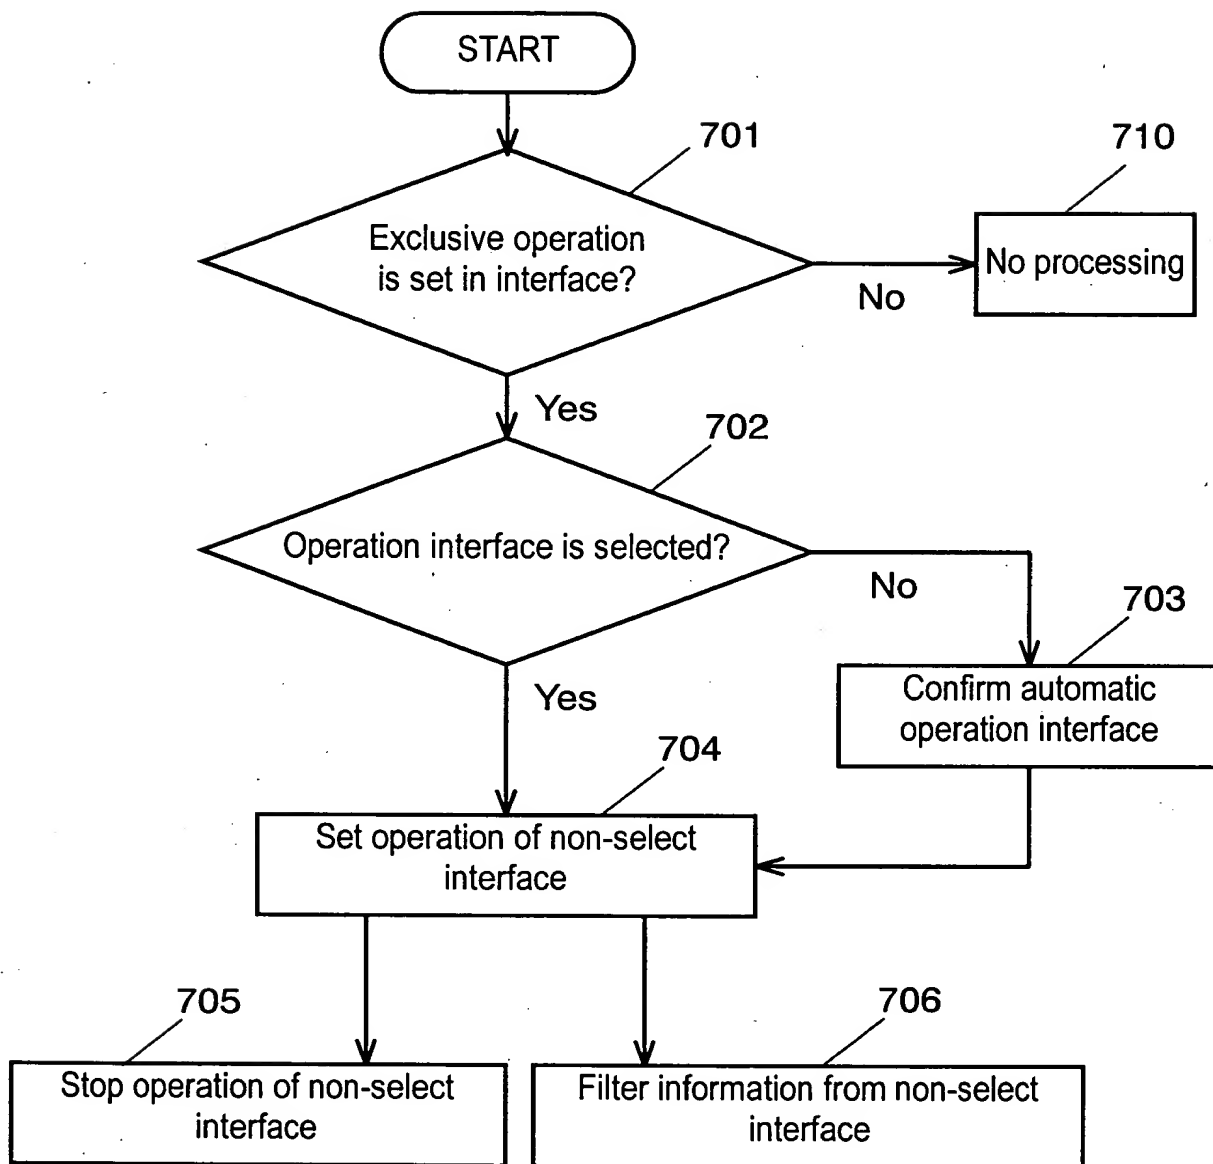 START
701
710
Exclusive operation
is set in interface?
No processing
No
Yes
702
Operation interface is selected?
No
703
Confirm automatic
operation interface
Yes
704
Set operation of non-select
interface
705
706
Stop operation of non-select
interface
Filter information from non-select
interface